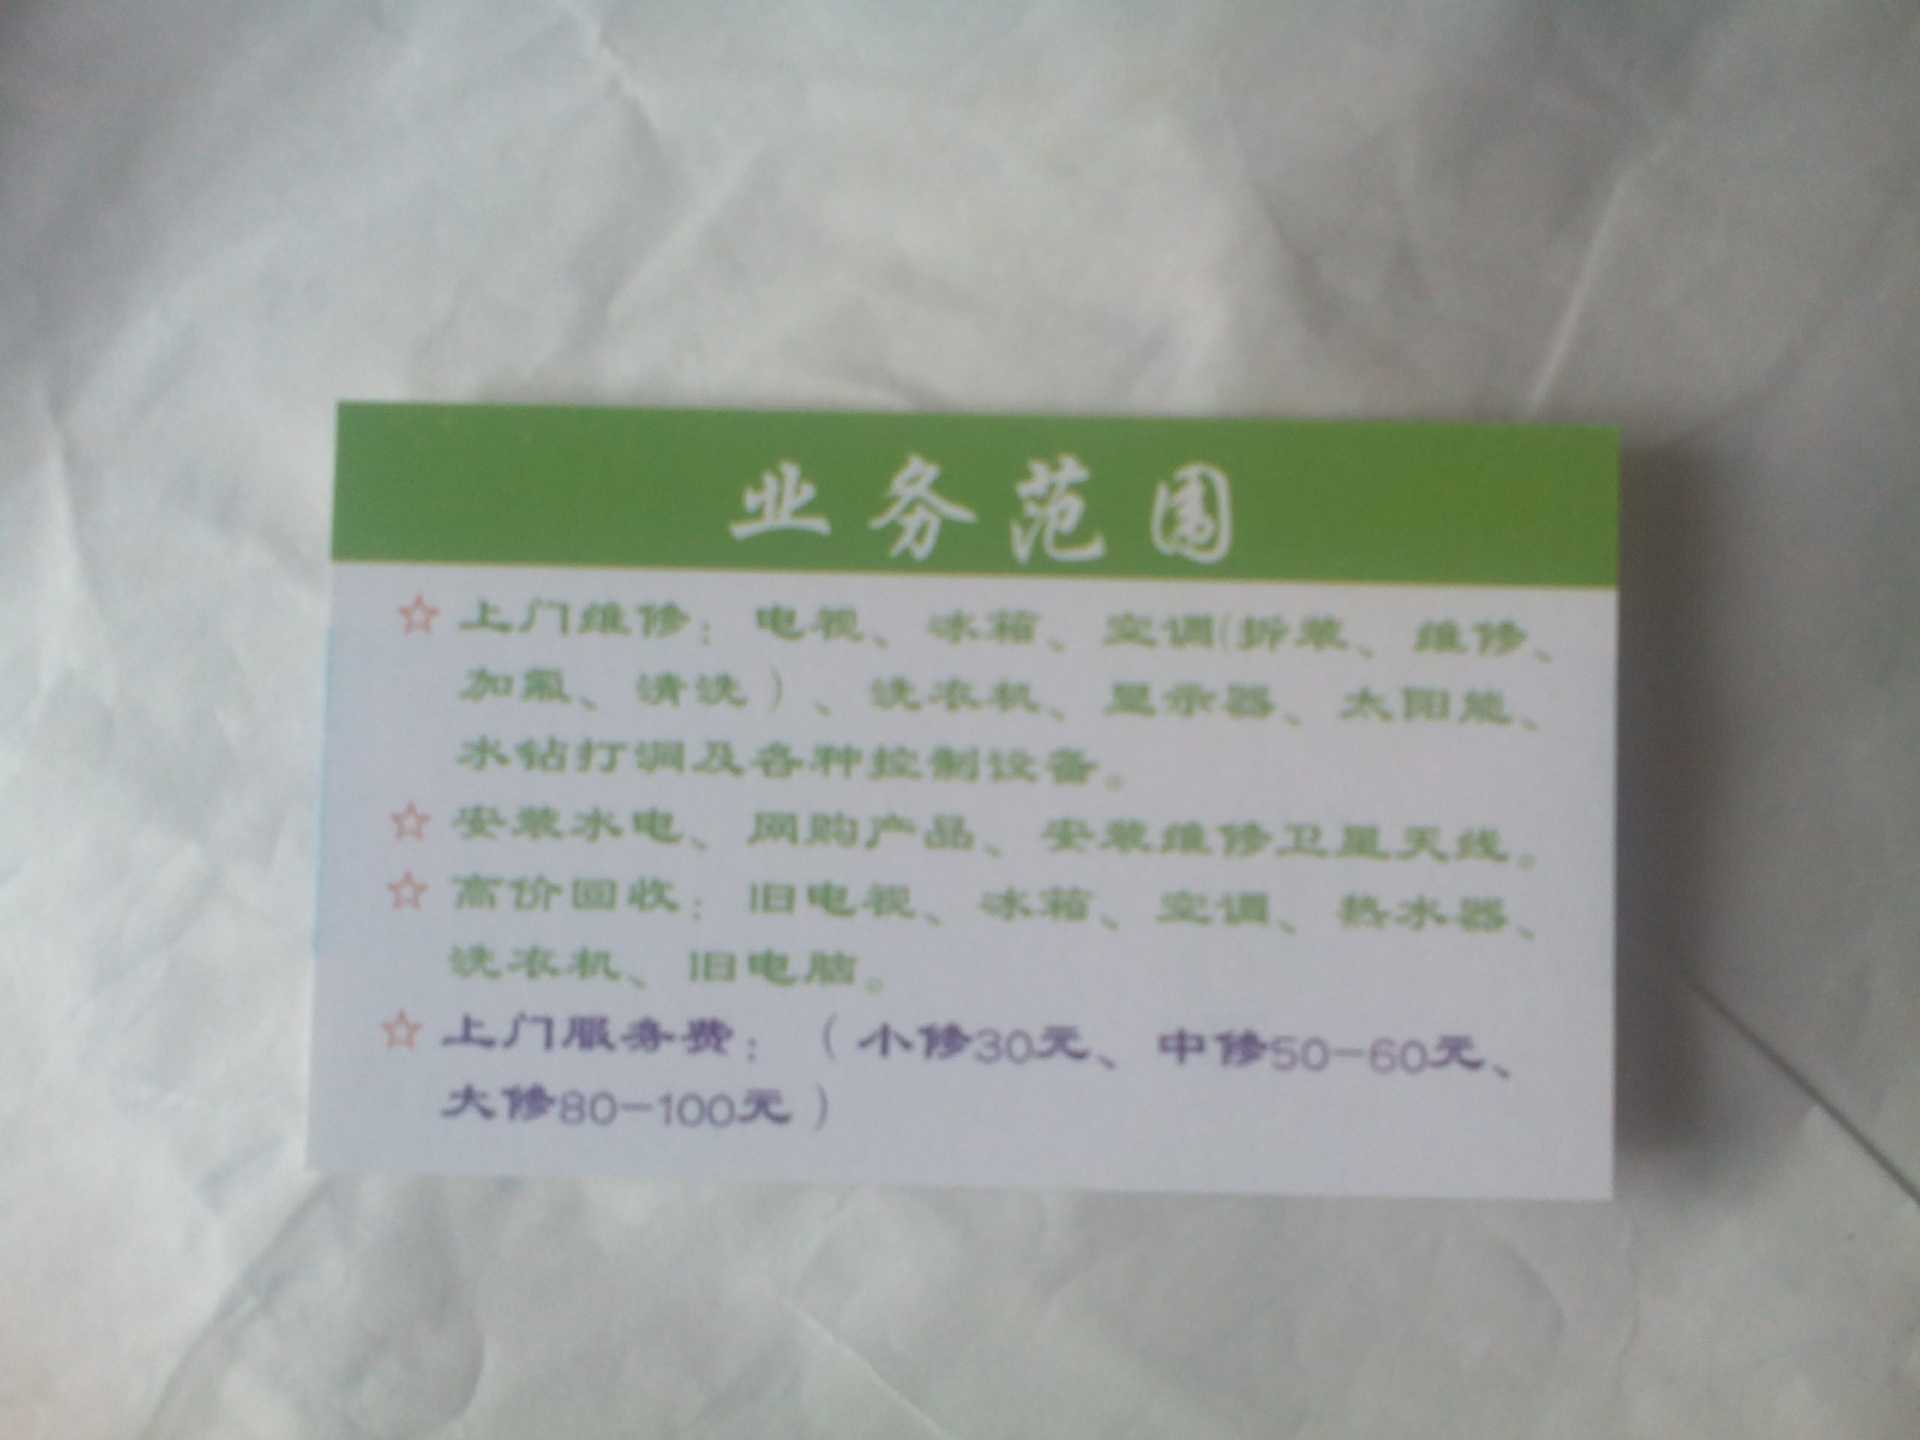 业务范围
☆上门维修：电视、冰箱、空调(拆装、维修、
加氟、清洗）、洗衣机、显示器、太阳能、
水钻打洞及各种控制设备。
☆安装水电、网购产品、安装维修卫星天线。
☆高价回收：旧电视、冰箱、空调、热水器、
洗衣机、旧电脑。
☆上门服务费：（小修30元、中修50-60元、
大修80-100元）